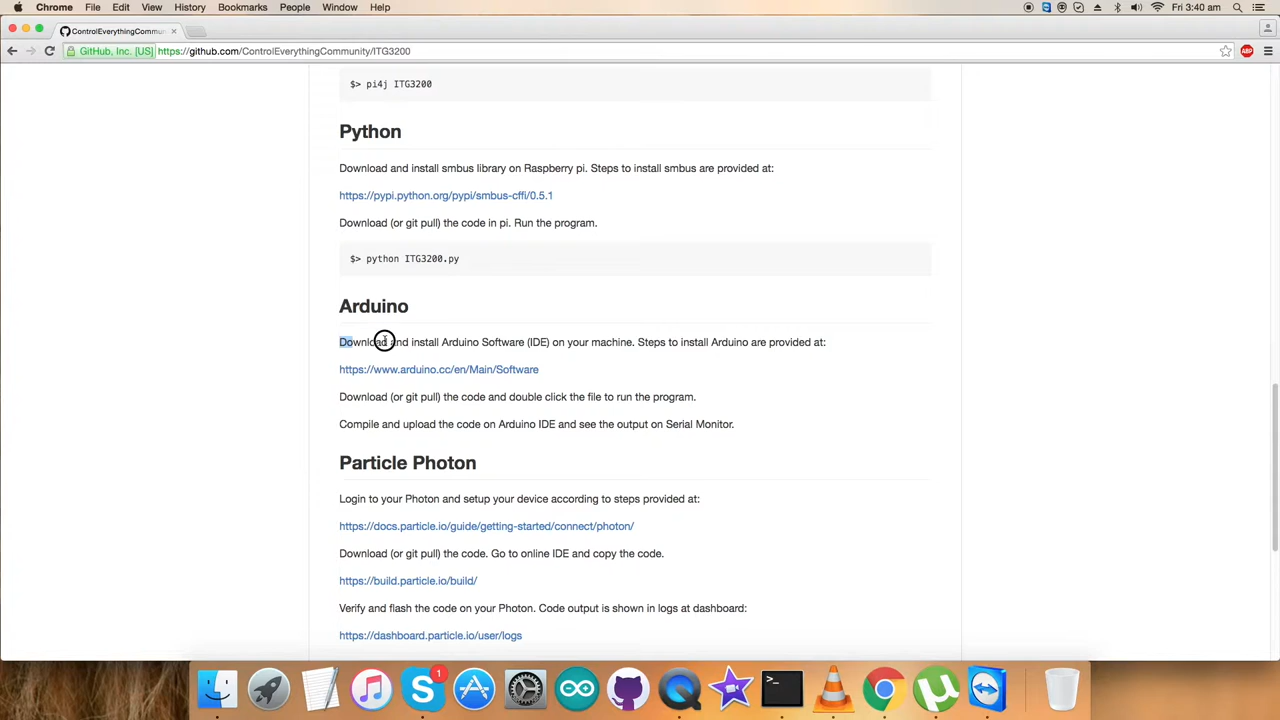 Chrome File Edit View History Bookmarks People Window Help Fri 3:40 am
ControlEverythingCommu
GitHub, Inc. [US] https://github.com/ControlEverythingCommunity/ITG3200 ABP
$> pi4j ITG3200
Python
Download and install smbus library on Raspberry pi. Steps to install smbus are provided at:
https://pypi.python.org/pypi/smbus-cffi/0.5.1
Download (or git pull) the code in pi. Run the program.
$> python ITG3200.py
Arduino
Download and install Arduino Software (IDE) on your machine. Steps to install Arduino are provided at:
https://www.arduino.cc/en/Main/Software
Download (or git pull) the code and double click the file to run the program.
Compile and upload the code on Arduino IDE and see the output on Serial Monitor.
Particle Photon
Login to your Photon and setup your device according to steps provided at:
https://docs.particle.io/guide/getting-started/connect/photon/
Download (or git pull) the code. Go to online IDE and copy the code.
https://build.particle.io/build/
Verify and flash the code on your Photon. Code output is shown in logs at dashboard:
https://dashboard.particle.io/user/logs
1